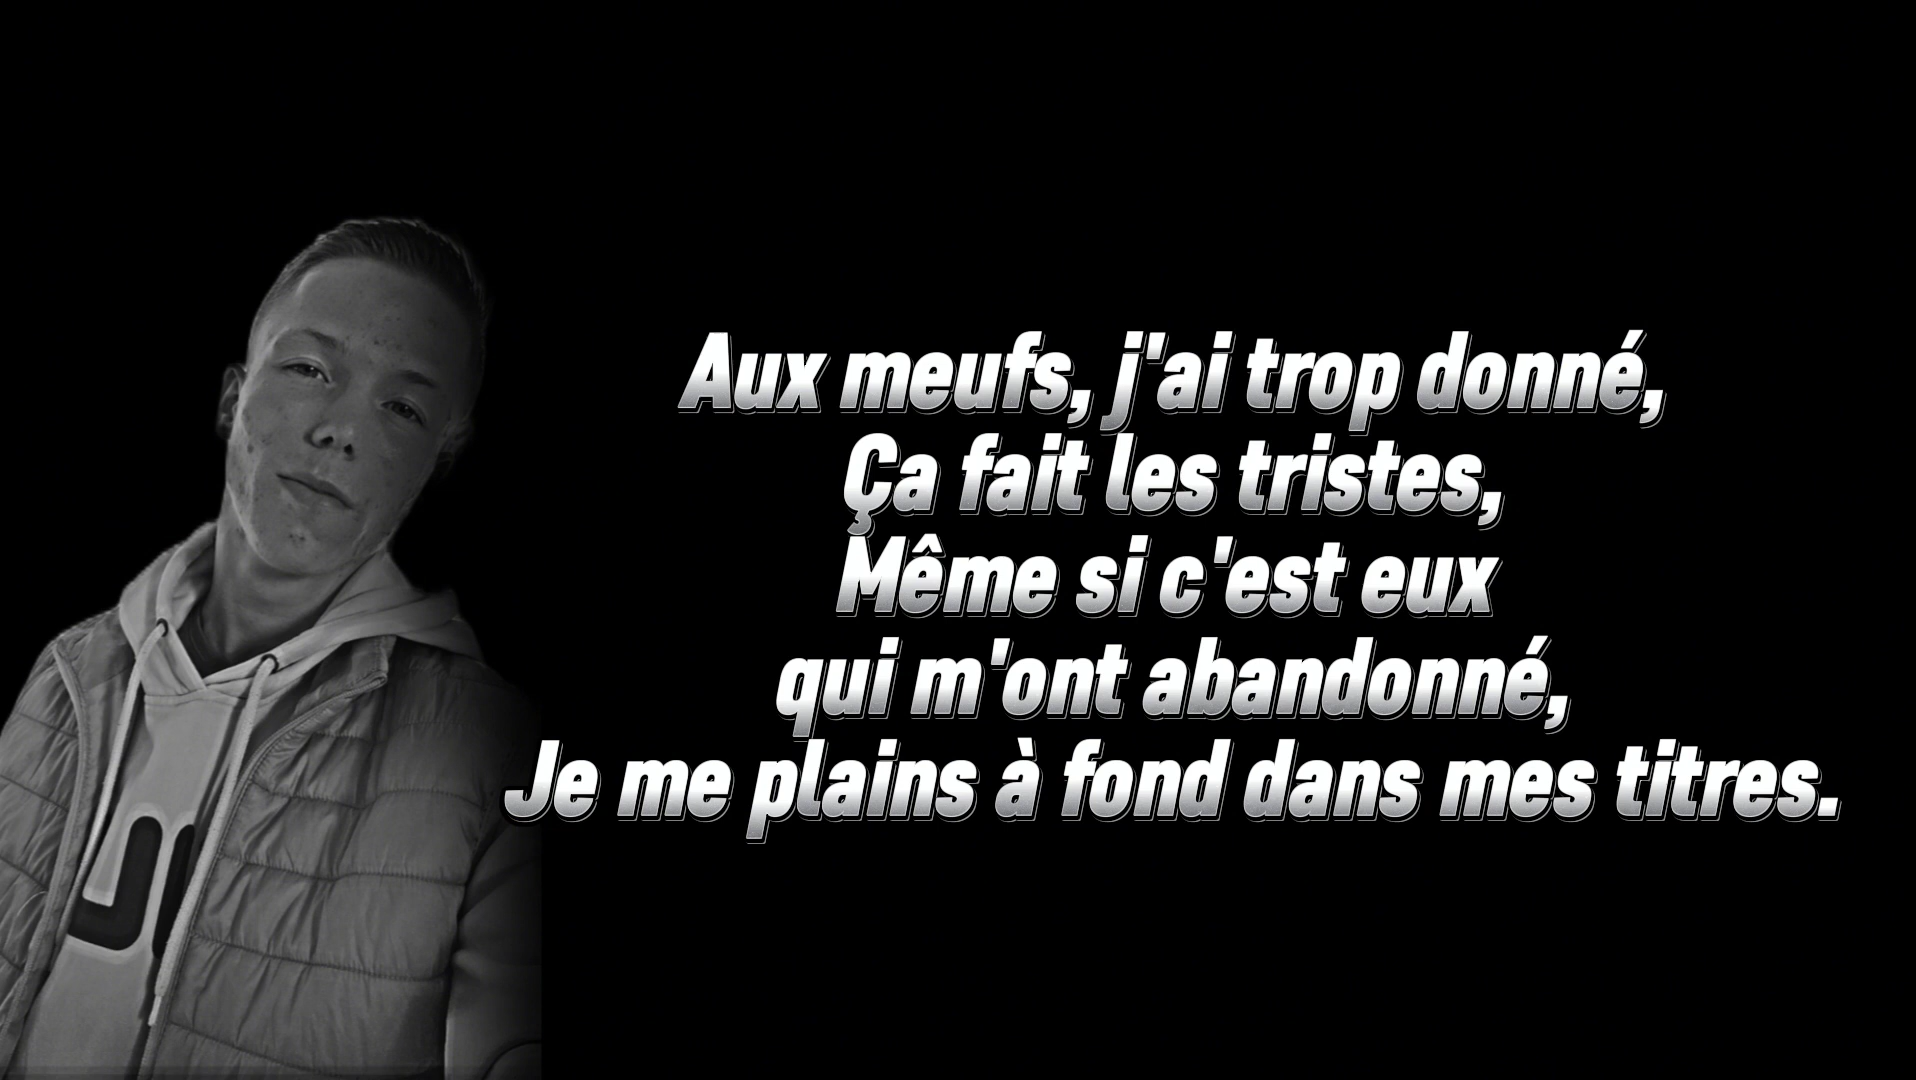 Aux meufs, j'ai trop donné,
Ça fait les tristes,
Même si c'est eux
qui m'ont abandonné,
Je me plains à fond dans mes titres.